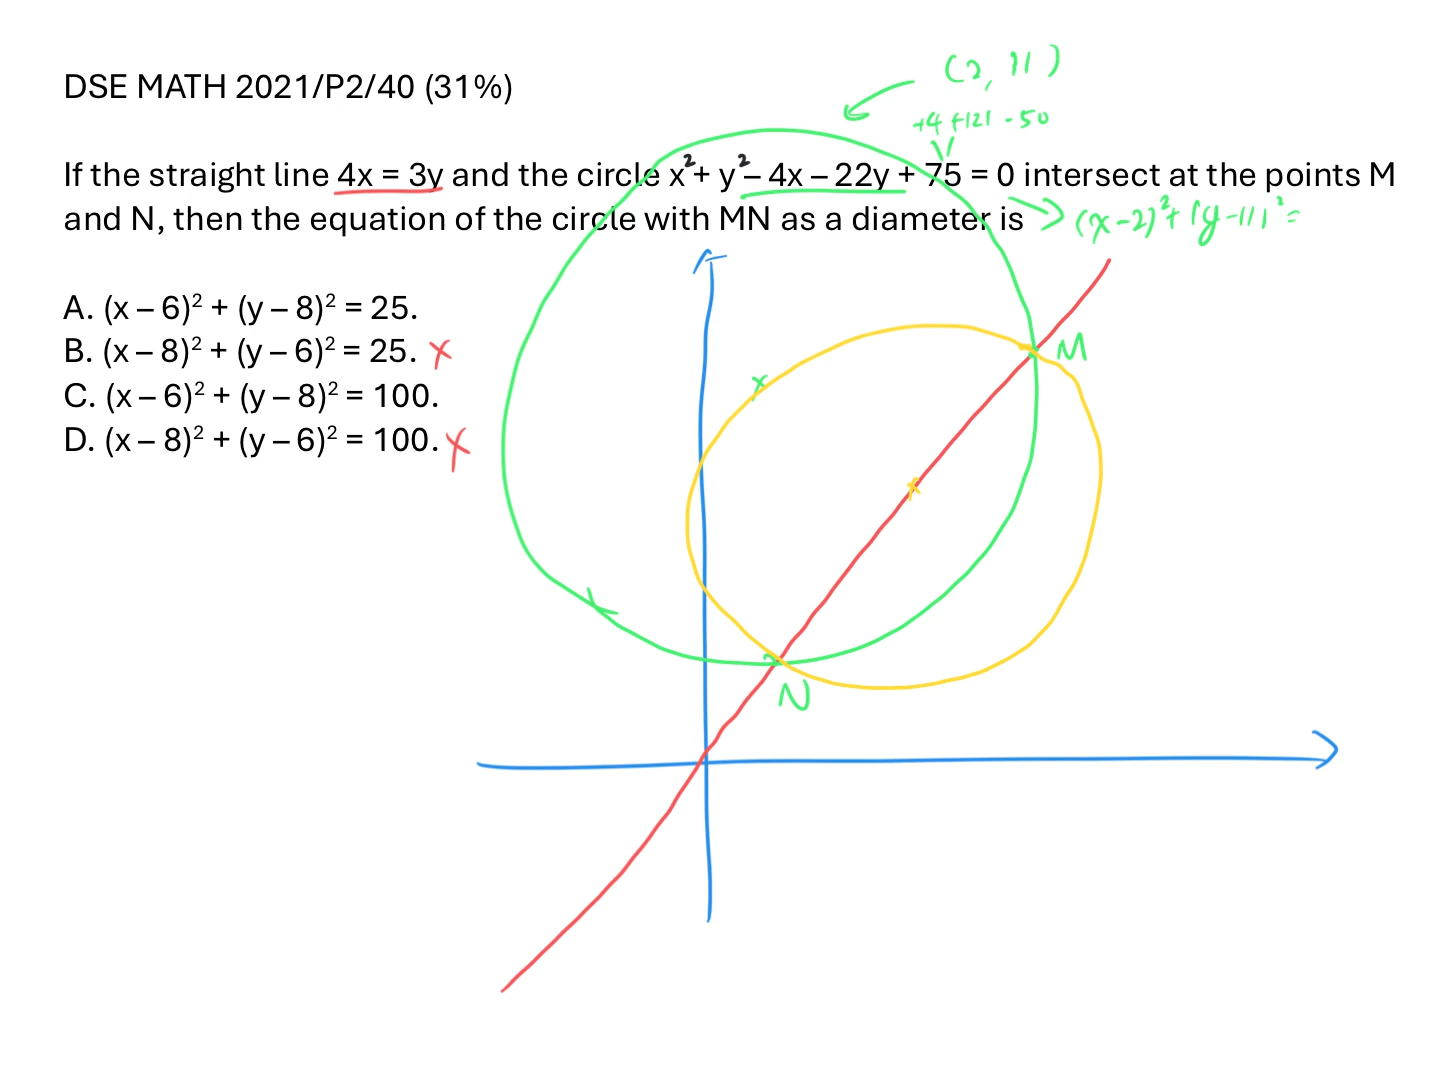 DSE MATH 2021/P2/40 (31%)
(2, 11)
+4 +121 - 50
If the straight line 4x = 3y and the circle x²+ y²– 4x – 22y + 75 = 0 intersect at the points M
and N, then the equation of the circle with MN as a diameter is
(x-2)²+ (y-11)²=
A. (x – 6)² + (y – 8)² = 25.
B. (x – 8)² + (y – 6)² = 25. ×
C. (x – 6)² + (y – 8)² = 100.
D. (x – 8)² + (y – 6)² = 100. ×
M
N